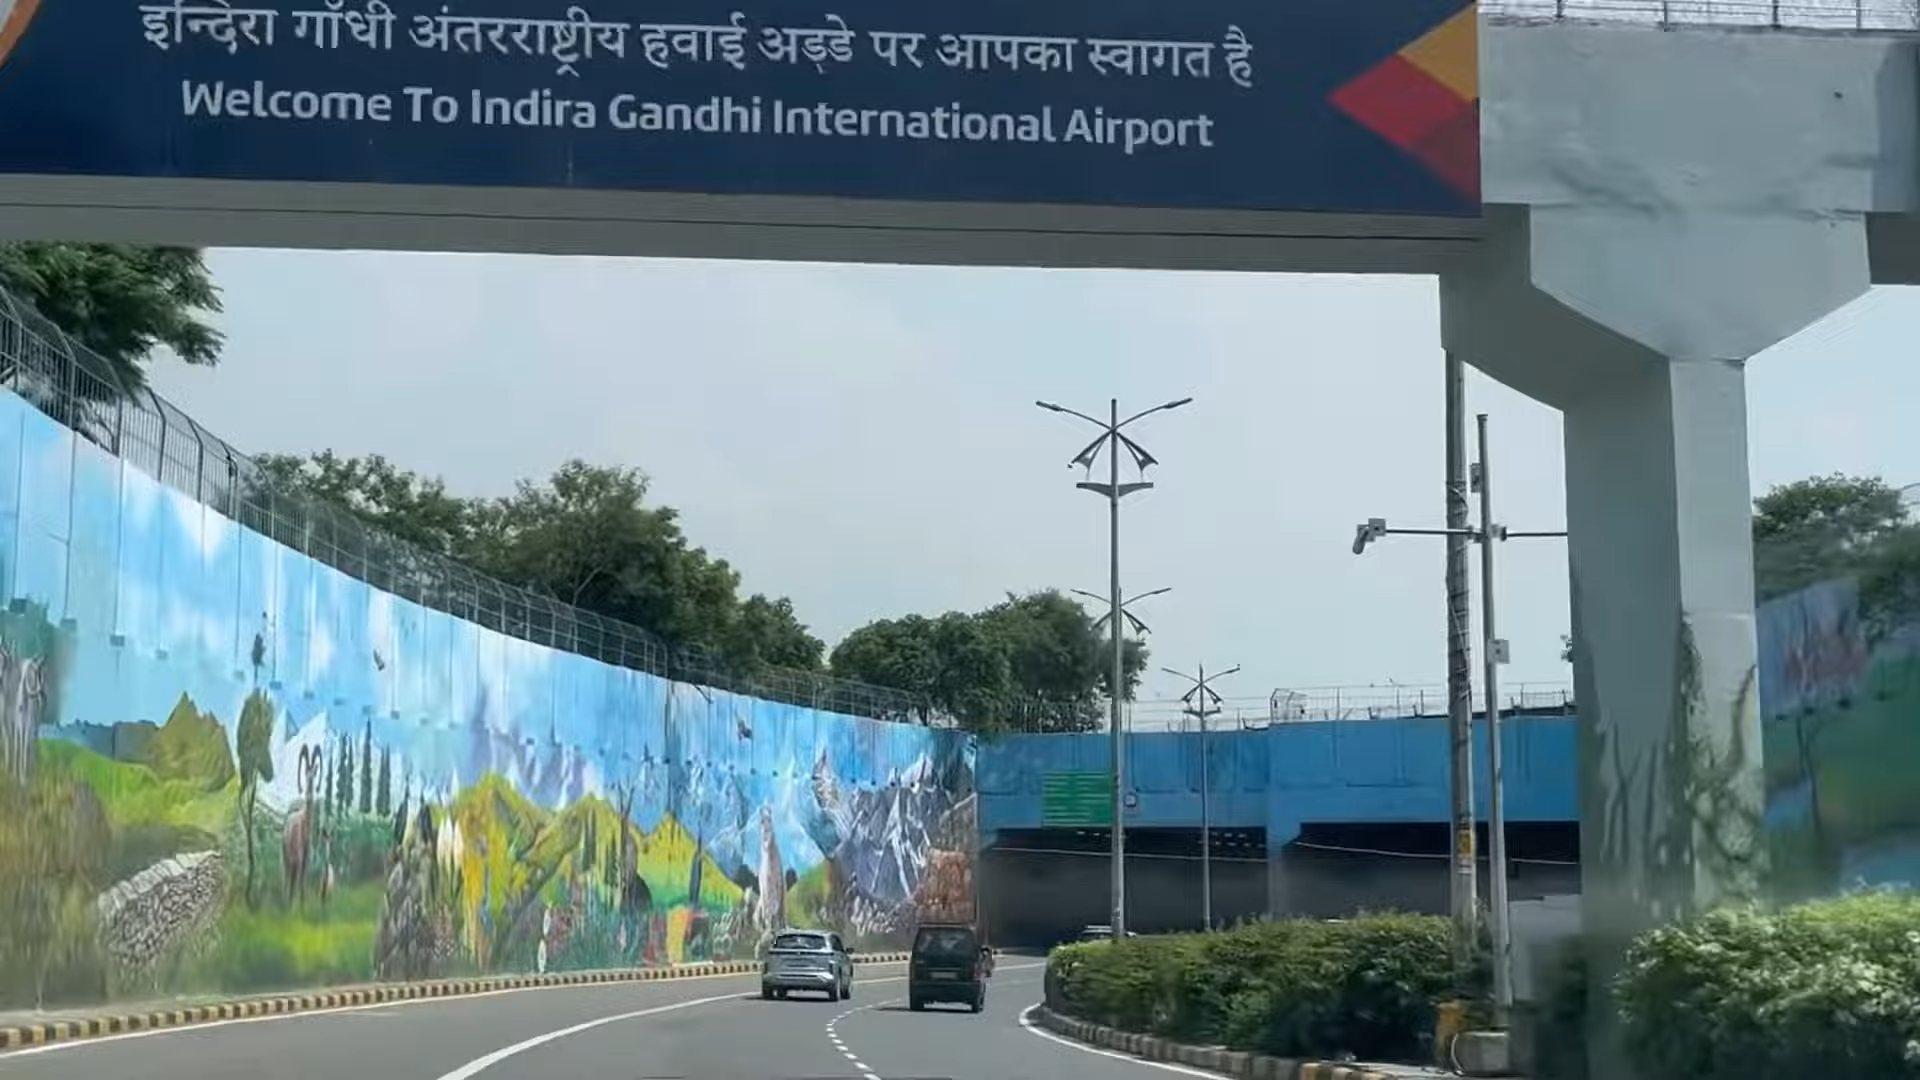 इन्दिरा गाँधी अंतरराष्ट्रीय हवाई अड्डे पर आपका स्वागत है
Welcome To Indira Gandhi International Airport